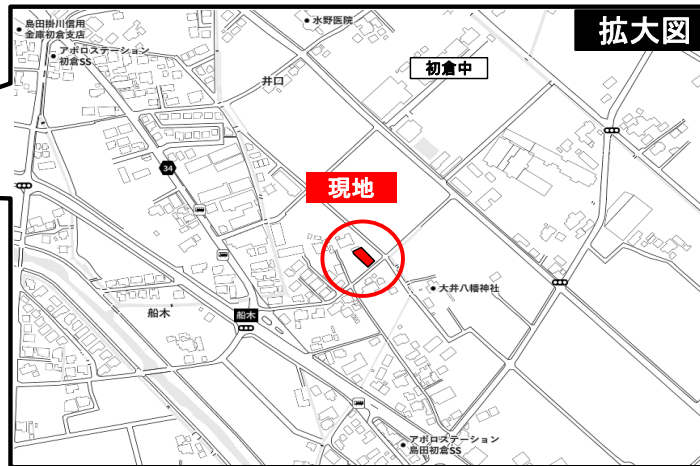 島田掛川信用
金庫初倉支店
水野医院
拡大図
アポロステーション
初倉SS
初倉中
井口
34
現地
大井八幡神社
船木
船木
アポロステーション
島田初倉SS